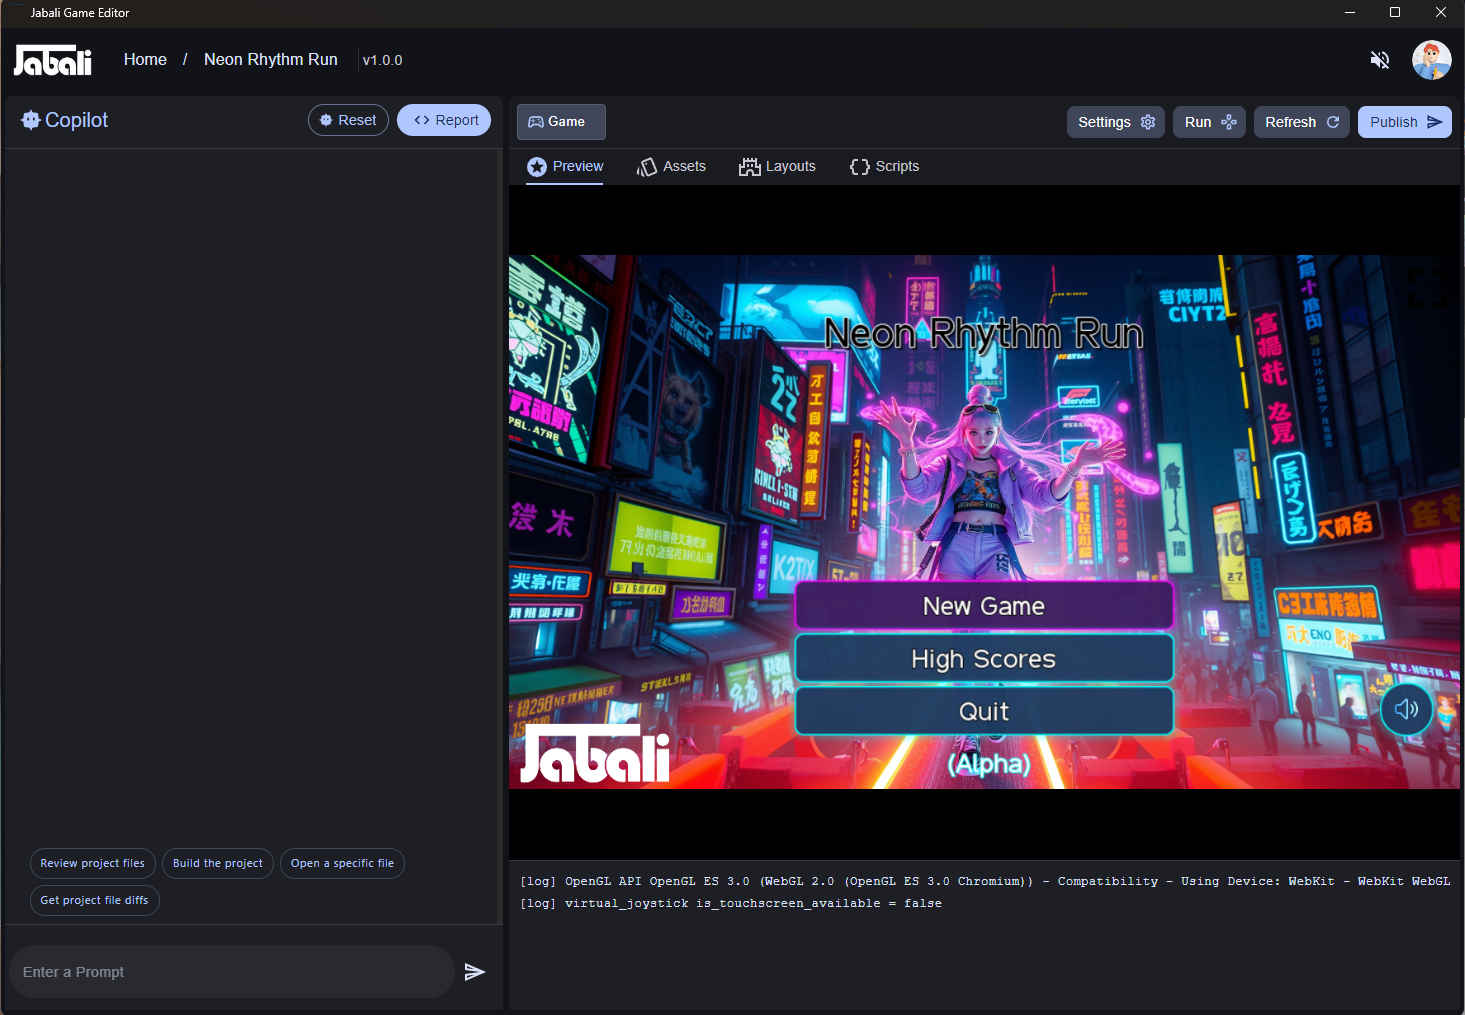 Jabali Game Editor
Jabali
Home / Neon Rhythm Run v1.0.0
Copilot
Reset
Report
Game
Settings
Run
Refresh
Publish
Preview
Assets
Layouts
Scripts
Neon Rhythm Run
CIYTZ
K2T/X
New Game
High Scores
Quit
(Alpha)
Jabali
Review project files
Build the project
Open a specific file
Get project file diffs
Enter a Prompt
[log] OpenGL API OpenGL ES 3.0 (WebGL 2.0 (OpenGL ES 3.0 Chromium)) - Compatibility - Using Device: WebKit - WebKit WebGL
[log] virtual_joystick is_touchscreen_available = false